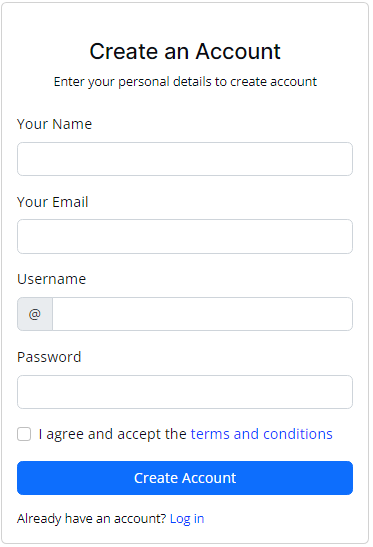 Create an Account
Enter your personal details to create account
Your Name
Your Email
Username
@
Password
I agree and accept the terms and conditions
Create Account
Already have an account? Log in